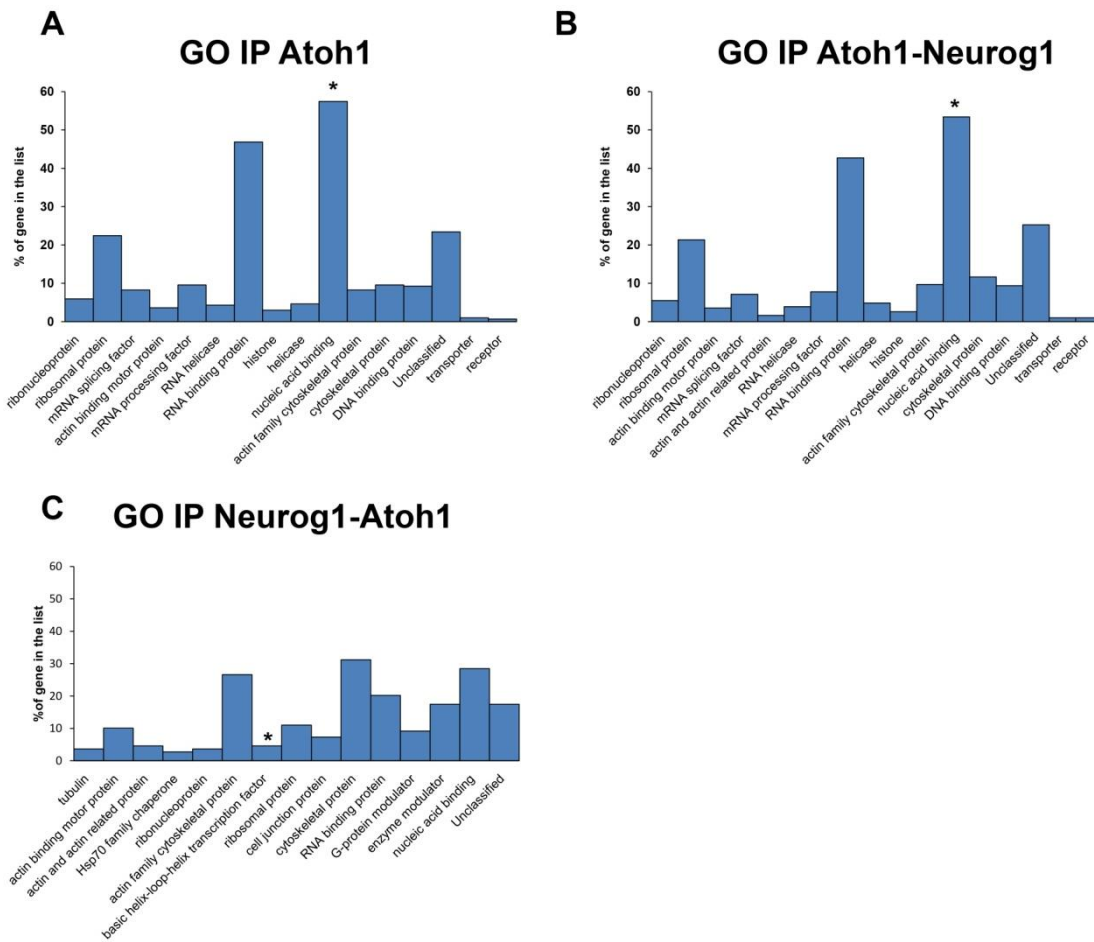 A
GO IP Atoh1
% of gene in the list
60
50
40
30
20
10
0
*
ribonucleoprotein
ribosomal protein
mRNA splicing factor
actin binding motor protein
mRNA processing factor
RNA helicase
RNA binding protein
histone
helicase
nucleic acid binding
actin family cytoskeletal protein
cytoskeletal protein
DNA binding protein
Unclassified
transporter
receptor
B
GO IP Atoh1-Neurog1
% of gene in the list
60
50
40
30
20
10
0
*
ribonucleoprotein
ribosomal protein
actin binding motor protein
mRNA splicing factor
actin and actin related protein
RNA helicase
mRNA processing factor
RNA binding protein
helicase
histone
actin family cytoskeletal protein
nucleic acid binding
cytoskeletal protein
DNA binding protein
Unclassified
transporter
receptor
C
GO IP Neurog1-Atoh1
%of gene in the list
60
50
40
30
20
10
0
*
tubulin
actin binding motor protein
actin and actin related protein
Hsp70 family chaperone
ribonucleoprotein
actin family cytoskeletal protein
basic helix-loop-helix transcription factor
ribosomal protein
cell junction protein
cytoskeletal protein
RNA binding protein
G-protein modulator
enzyme modulator
nucleic acid binding
Unclassified